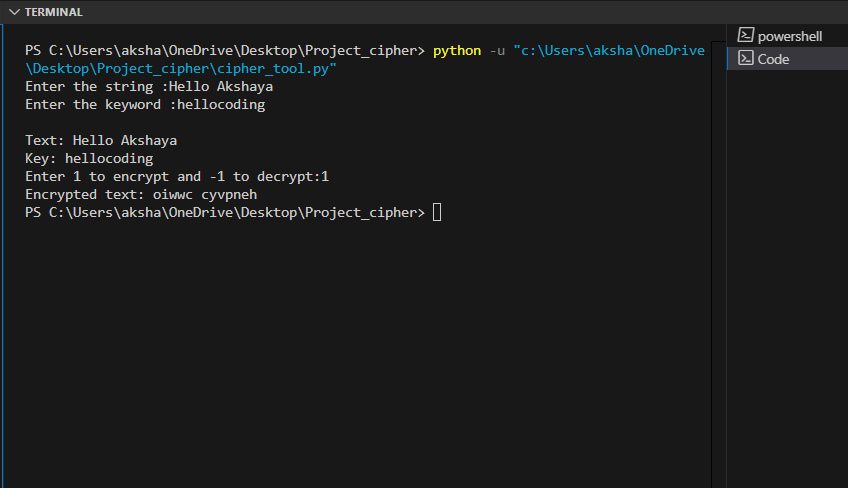 TERMINAL
PS C:\Users\aksha\OneDrive\Desktop\Project_cipher> python -u "c:\Users\aksha\OneDrive
\Desktop\Project_cipher\cipher_tool.py"
Enter the string :Hello Akshaya
Enter the keyword :hellocoding
Text: Hello Akshaya
Key: hellocoding
Enter 1 to encrypt and -1 to decrypt:1
Encrypted text: oiwwc cyvpneh
PS C:\Users\aksha\OneDrive\Desktop\Project_cipher>
powershell
Code